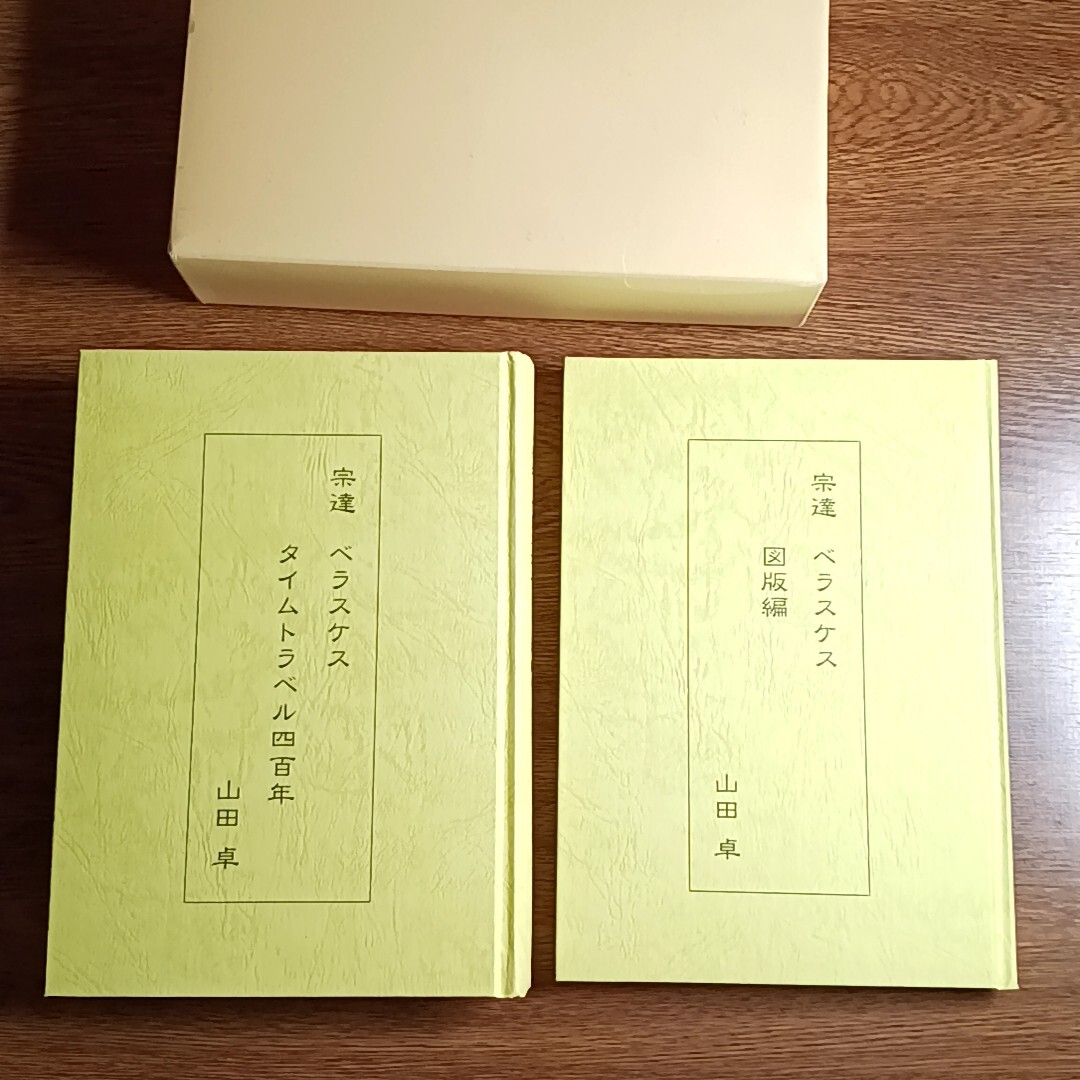 宗達 ベラスケス
タイムトラベル四百年
山田 卓
宗達 ベラスケス
図版編
山田 卓